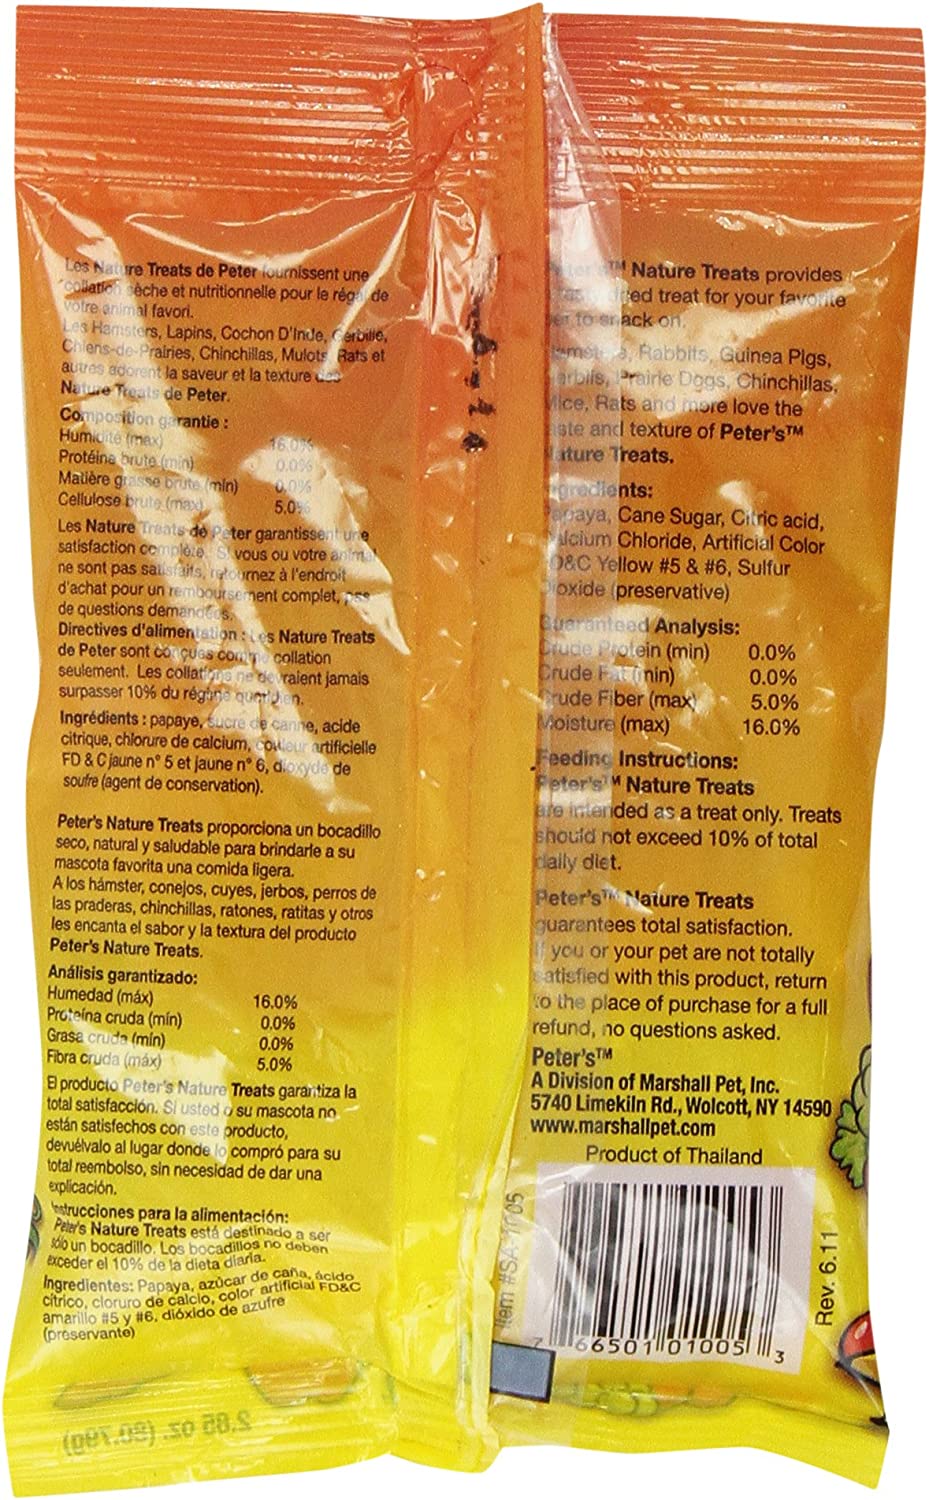 Les Nature Treats de Peter fournissent une
collation sèche et nutritionnelle pour le régal de
votre animal favori.
Les Hamsters, Lapins, Cochon D'Inde, Gerbille,
Chiens-de-Prairies, Chinchillas, Mulots, Rats et
autres adorent la saveur et la texture des
Nature Treats de Peter.
Composition garantie :
Humidité (max) 16.0%
Protéine brute (min) 0.0%
Matière grasse brute (min) 0.0%
Cellulose brute (max) 5.0%
Les Nature Treats de Peter garantissent une
satisfaction complète. Si vous ou votre animal
ne sont pas satisfaits, retournez à l'endroit
d'achat pour un remboursement complet, pas
de questions demandées.
Directives d'alimentation : Les Nature Treats
de Peter sont conçues comme collation
seulement. Les collations ne devraient jamais
surpasser 10% du régime quotidien.
Ingrédients : papaye, sucre de canne, acide
citrique, chlorure de calcium, couleur artificielle
FD & C jaune n° 5 et jaune n° 6, dioxyde de
soufre (agent de conservation).
Peter's Nature Treats proporciona un bocadillo
seco, natural y saludable para brindarle a su
mascota favorita una comida ligera.
A los hámster, conejos, cuyes, jerbos, perros de
las praderas, chinchillas, ratones, ratitas y otros
les encanta el sabor y la textura del producto
Peter's Nature Treats.
Análisis garantizado:
Humedad (máx) 16.0%
Proteína cruda (mín) 0.0%
Grasa cruda (mín) 0.0%
Fibra cruda (máx) 5.0%
El producto Peter's Nature Treats garantiza la
total satisfacción. Si usted o su mascota no
están satisfechos con este producto,
devuélvalo al lugar donde lo compró para su
total reembolso, sin necesidad de dar una
explicación.
Instrucciones para la alimentación:
Peter's Nature Treats está destinado a ser
sólo un bocadillo. Los bocadillos no deben
exceder el 10% de la dieta diaria.
Ingredientes: Papaya, azúcar de caña, ácido
cítrico, cloruro de calcio, color artificial FD&C
amarillo #5 y #6, dióxido de azufre
(preservante)
2.85 oz. (80.79g)
Peter's™ Nature Treats provides
dried treat for your favorite
to snack on.
Hamsters, Rabbits, Guinea Pigs,
Gerbils, Prairie Dogs, Chinchillas,
Mice, Rats and more love the
taste and texture of Peter's™
Nature Treats.
Ingredients:
Papaya, Cane Sugar, Citric acid,
Calcium Chloride, Artificial Color
FD&C Yellow #5 & #6, Sulfur
Dioxide (preservative)
Guaranteed Analysis:
Crude Protein (min) 0.0%
Crude Fat (min) 0.0%
Crude Fiber (max) 5.0%
Moisture (max) 16.0%
Feeding Instructions:
Peter's™ Nature Treats
are intended as a treat only. Treats
should not exceed 10% of total
daily diet.
Peter's™ Nature Treats
guarantees total satisfaction.
If you or your pet are not totally
satisfied with this product, return
to the place of purchase for a full
refund, no questions asked.
Peter's™
A Division of Marshall Pet, Inc.
5740 Limekiln Rd., Wolcott, NY 14590
www.marshallpet.com
Product of Thailand
Item #SA-1005
7 66501 01005 3
Rev. 6.11